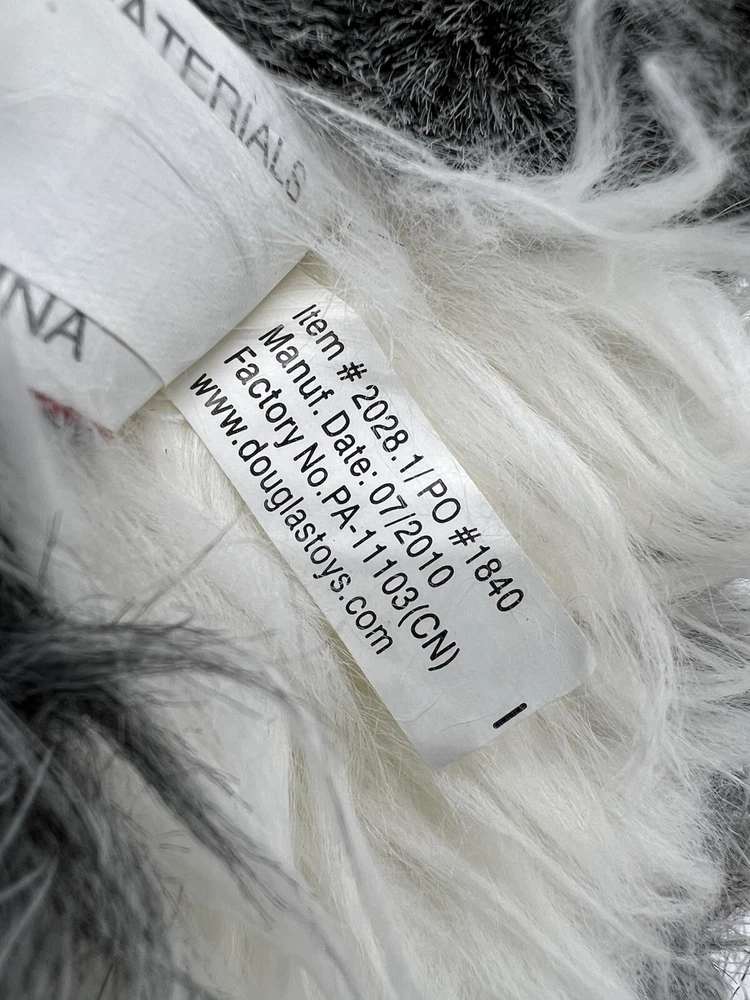 ATERIALS
INA
Item # 2028.1/ PO #1840
Manuf. Date: 07/2010
Factory No.PA-11103(CN)
www.douglastoys.com